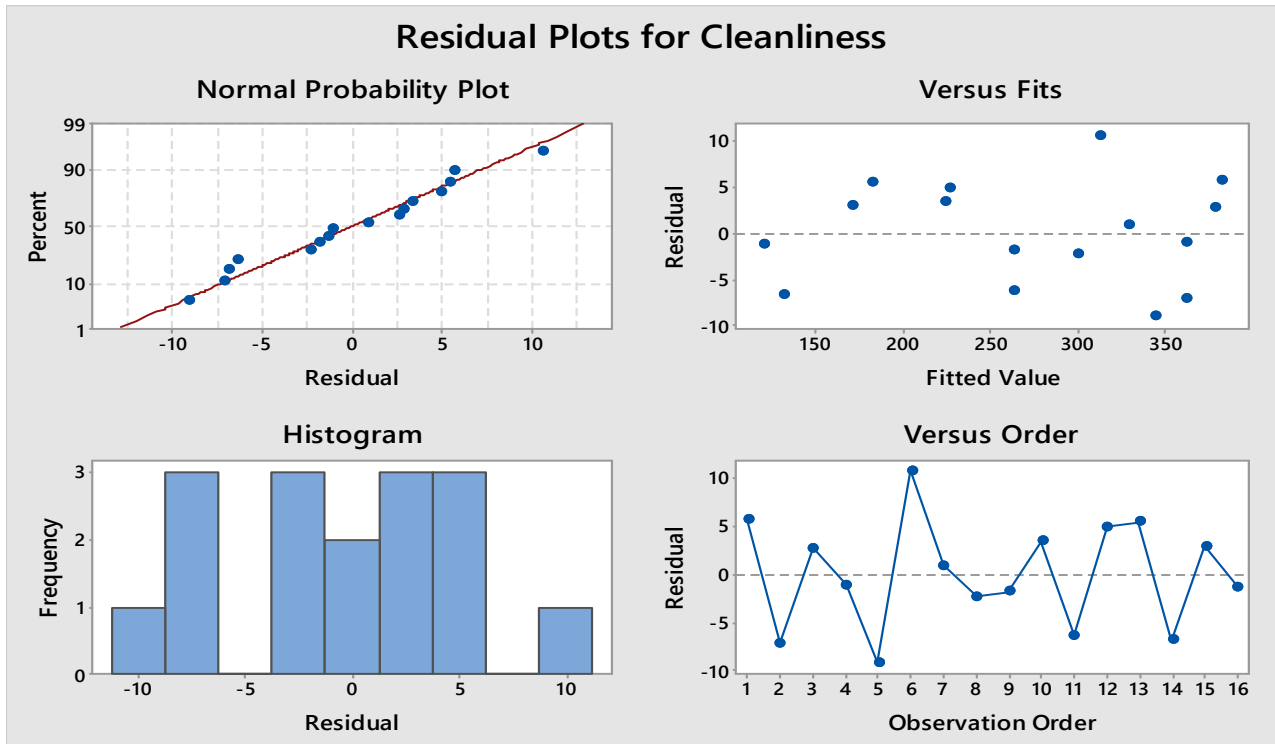 Residual Plots for Cleanliness
Normal Probability Plot
99
90
50
10
1
Percent
-10 -5 0 5 10
Residual
Versus Fits
10
5
0
-5
-10
Residual
150 200 250 300 350
Fitted Value
Histogram
3
2
1
0
Frequency
-10 -5 0 5 10
Residual
Versus Order
10
5
0
-5
-10
Residual
1 2 3 4 5 6 7 8 9 10 11 12 13 14 15 16
Observation Order